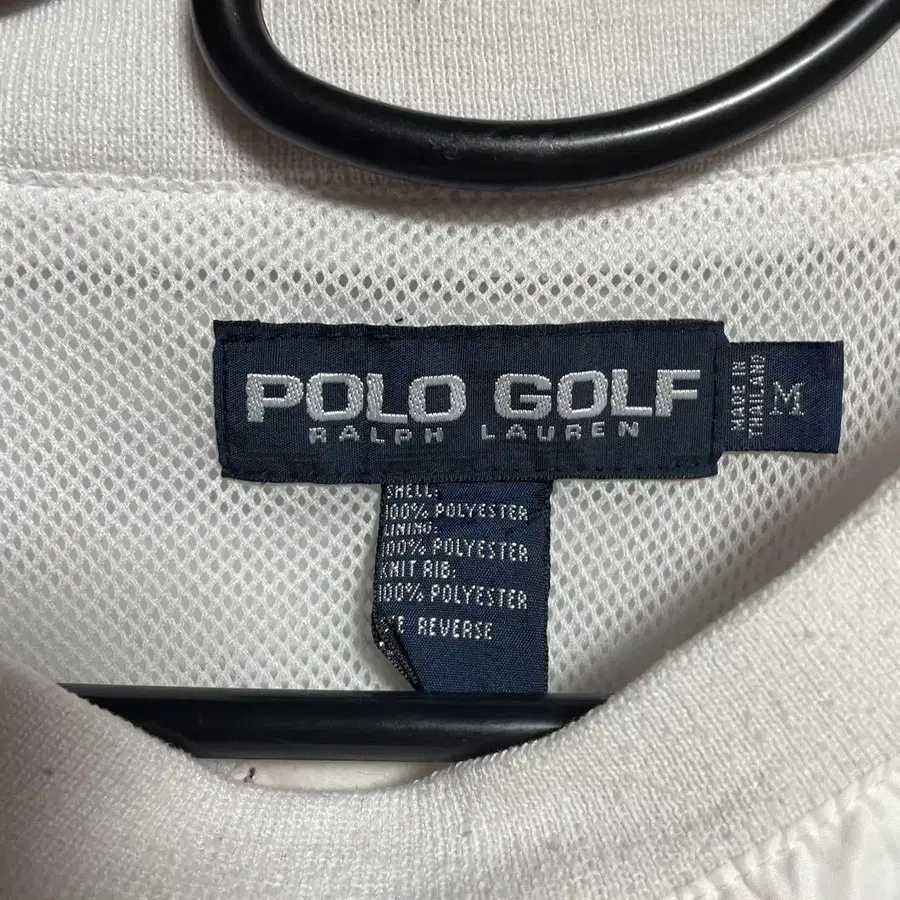 POLO GOLF
RALPH LAUREN
MADE IN
THAILAND
M
SHELL:
100% POLYESTER
LINING:
100% POLYESTER
KNIT RIB:
100% POLYESTER
REVERSE